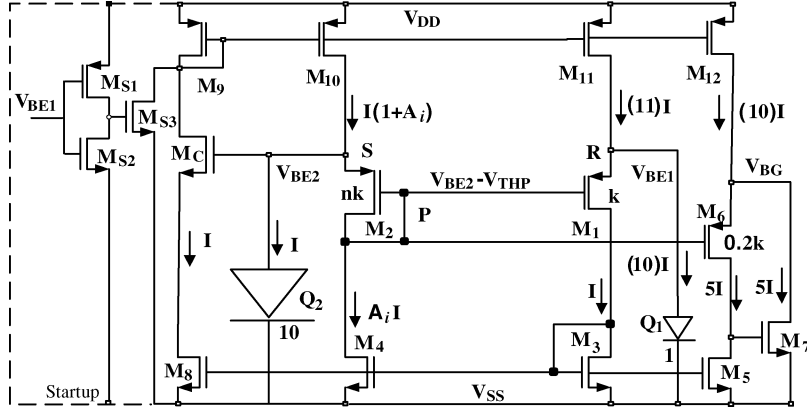 V_DD
M_S1
V_BE1
M_S3
M_S2
M_9
M_10
M_11
M_12
I(1+A_i)
(11)I
(10)I
M_C
V_BE2
S
nk
M_2
V_BE2-V_THP
P
R
V_BE1
k
M_1
V_BG
M_6
0.2k
I
I
Q_2
10
A_iI
M_4
I
(10)I
Q_1
1
5I
5I
M_7
M_8
M_3
M_5
V_SS
Startup